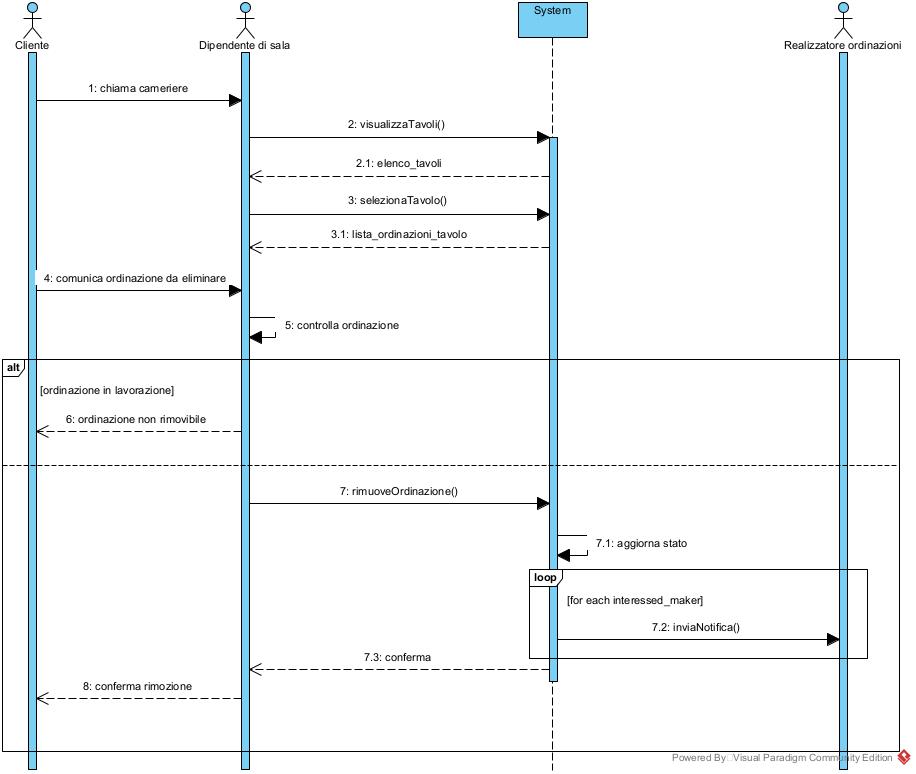 Cliente
Dipendente di sala
System
Realizzatore ordinazioni
1: chiama cameriere
2: visualizzaTavoli()
2.1: elenco_tavoli
3: selezionaTavolo()
3.1: lista_ordinazioni_tavolo
4: comunica ordinazione da eliminare
5: controlla ordinazione
alt
[ordinazione in lavorazione]
6: ordinazione non rimovibile
7: rimuoveOrdinazione()
7.1: aggiorna stato
loop
[for each interessed_maker]
7.2: inviaNotifica()
7.3: conferma
8: conferma rimozione
Powered By Visual Paradigm Community Edition